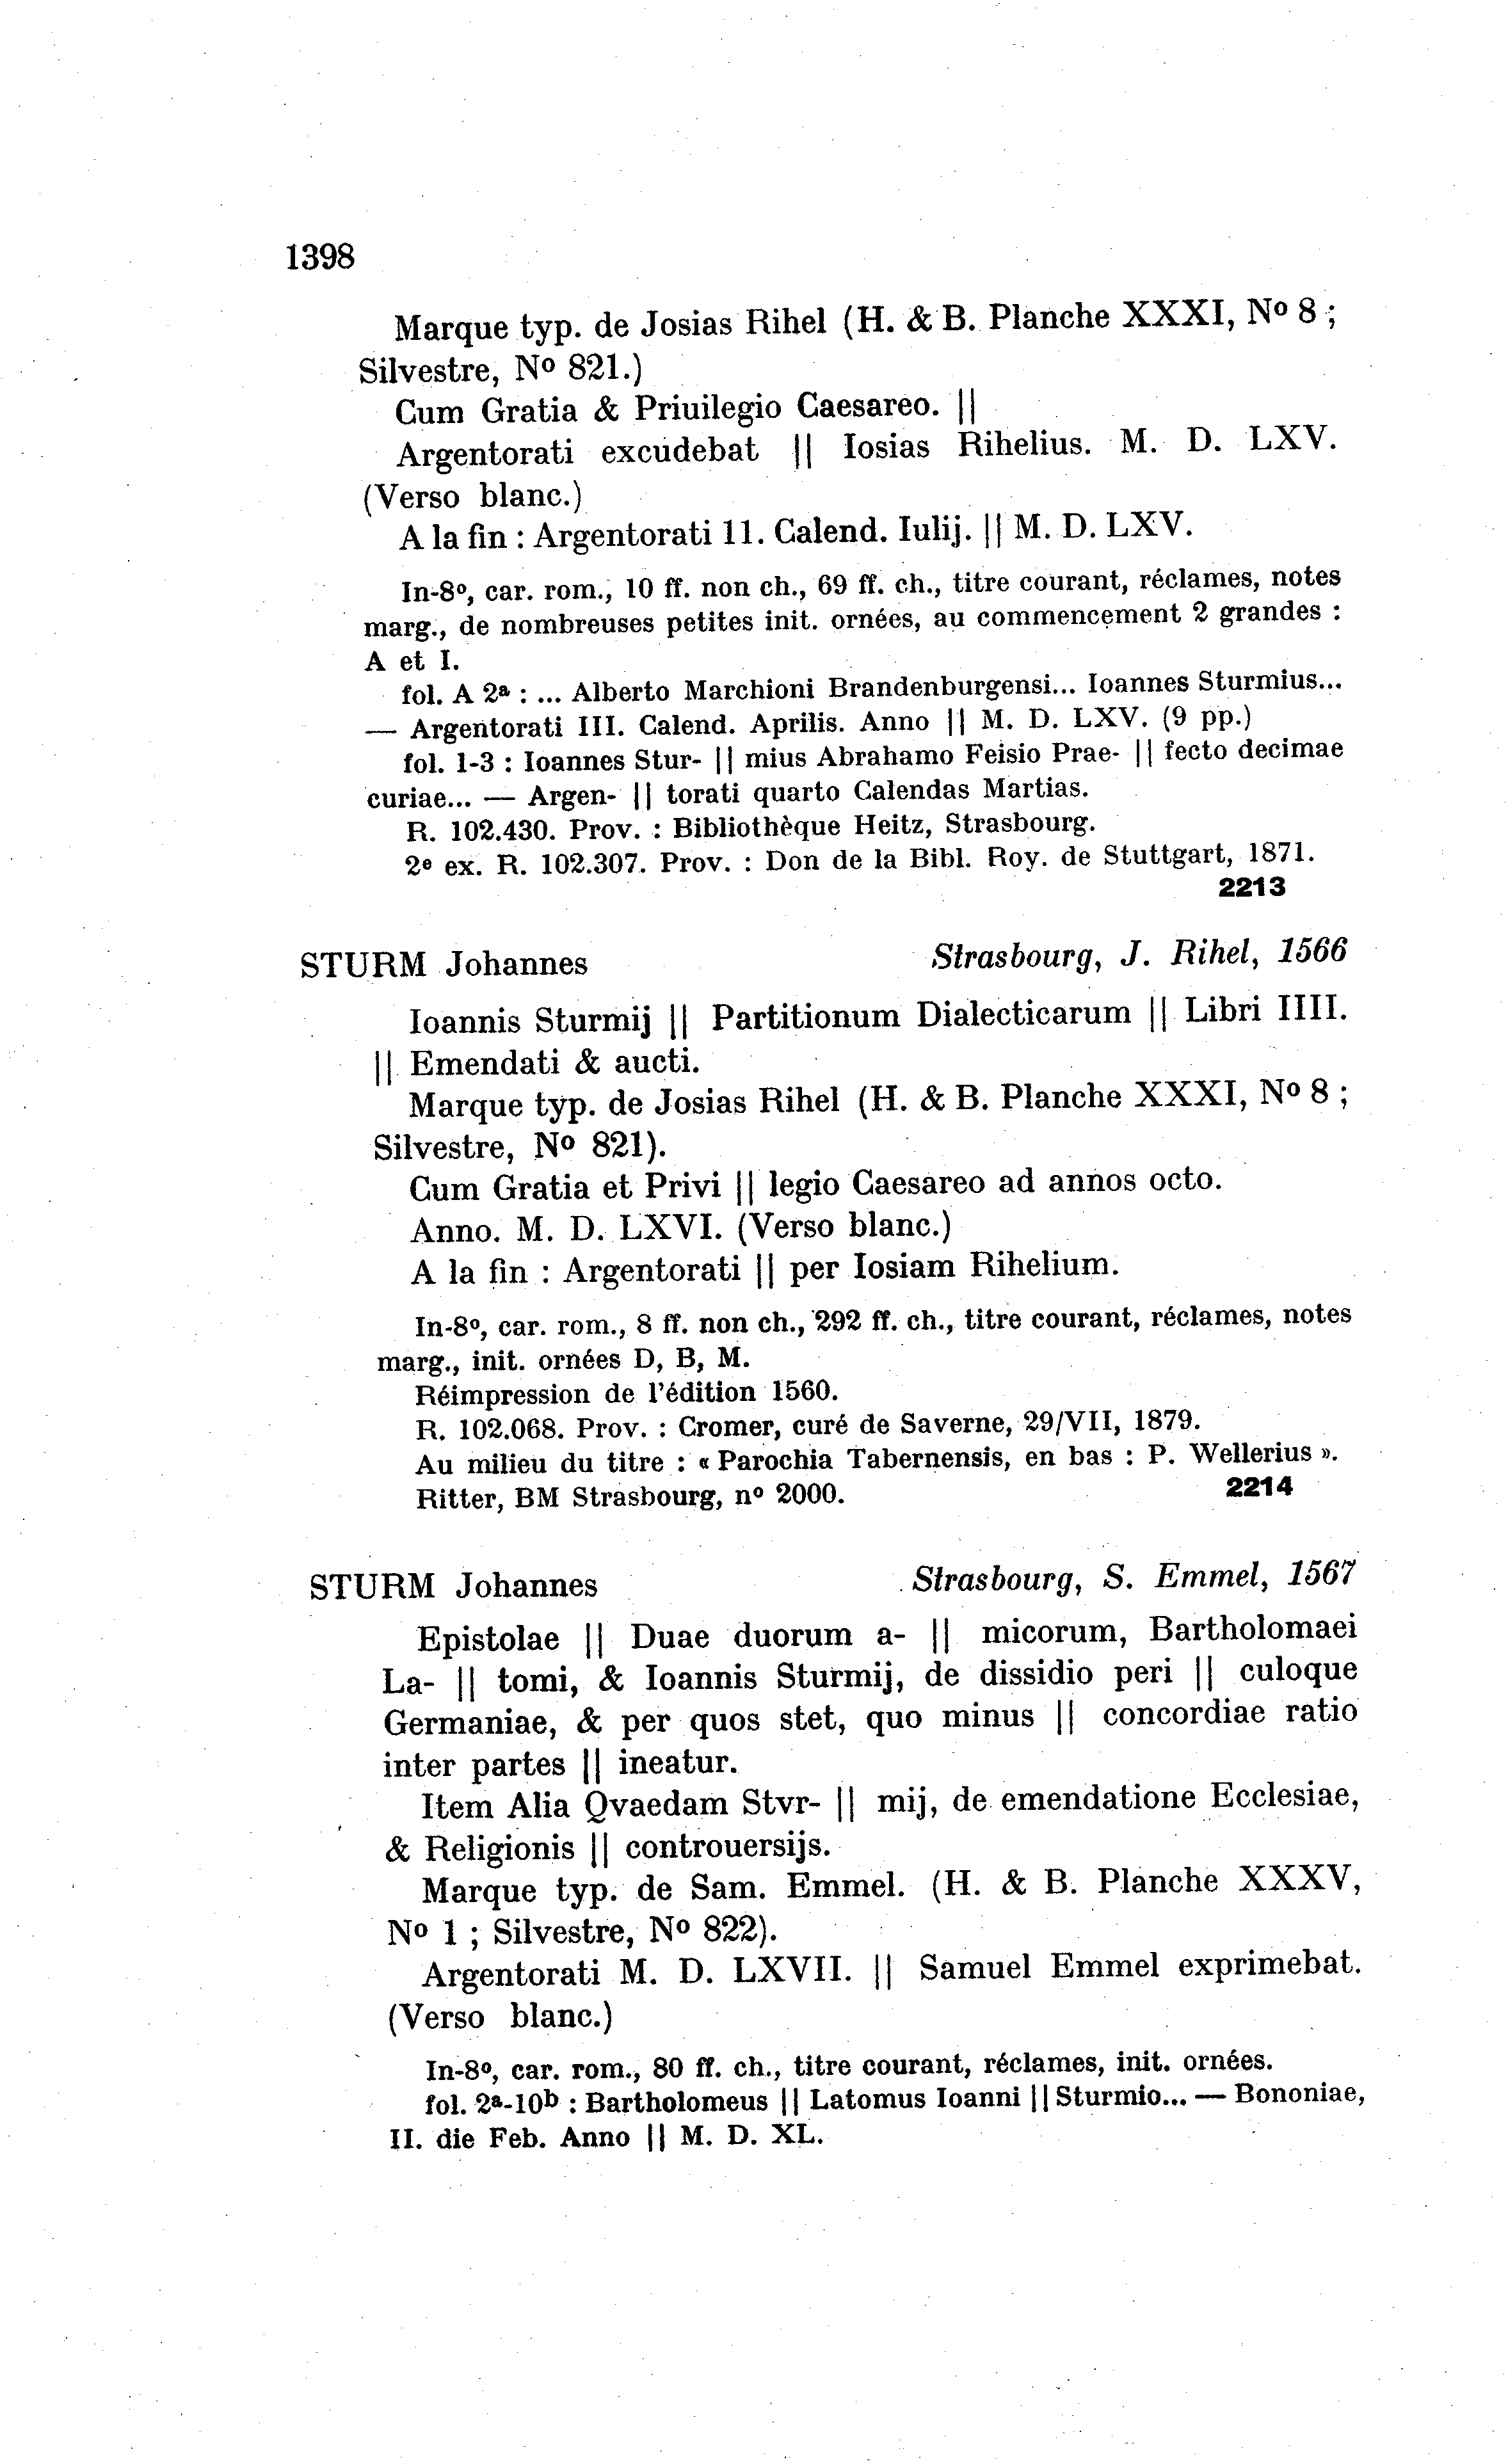 1398
Marque typ. de Josias Rihel (H. & B. Planche XXXI, Nº 8 ;
Silvestre, Nº 821.)
Cum Gratia & Priuilegio Caesareo. ||
Argentorati excudebat || Iosias Rihelius. M. D. LXV.
(Verso blanc.)
A la fin : Argentorati 11. Calend. Iulij. || M. D. LXV.
In-8º, car. rom., 10 ff. non ch., 69 ff. ch., titre courant, réclames, notes
marg., de nombreuses petites init. ornées, au commencement 2 grandes :
A et I.
fol. A 2ª : ... Alberto Marchioni Brandenburgensi... Ioannes Sturmius...
— Argentorati III. Calend. Aprilis. Anno || M. D. LXV. (9 pp.)
fol. 1-3 : Ioannes Stur- || mius Abrahamo Feisio Prae- || fecto decimae
curiae... — Argen- || torati quarto Calendas Martias.
R. 102.430. Prov. : Bibliothèque Heitz, Strasbourg.
2e ex. R. 102.307. Prov. : Don de la Bibl. Roy. de Stuttgart, 1871.
2213
STURM Johannes Strasbourg, J. Rihel, 1566
Ioannis Sturmij || Partitionum Dialecticarum || Libri IIII.
|| Emendati & aucti.
Marque typ. de Josias Rihel (H. & B. Planche XXXI, Nº 8 ;
Silvestre, Nº 821).
Cum Gratia et Privi || legio Caesareo ad annos octo.
Anno. M. D. LXVI. (Verso blanc.)
A la fin : Argentorati || per Iosiam Rihelium.
In-8º, car. rom., 8 ff. non ch., 292 ff. ch., titre courant, réclames, notes
marg., init. ornées D, B, M.
Réimpression de l'édition 1560.
R. 102.068. Prov. : Cromer, curé de Saverne, 29/VII, 1879.
Au milieu du titre : « Parochia Tabernensis, en bas : P. Wellerius ».
Ritter, BM Strasbourg, nº 2000. 2214
STURM Johannes Strasbourg, S. Emmel, 1567
Epistolae || Duae duorum a- || micorum, Bartholomaei
La- || tomi, & Ioannis Sturmij, de dissidio peri || culoque
Germaniae, & per quos stet, quo minus || concordiae ratio
inter partes || ineatur.
Item Alia Qvaedam Stvr- || mij, de emendatione Ecclesiae,
& Religionis || controuersijs.
Marque typ. de Sam. Emmel. (H. & B. Planche XXXV,
Nº 1 ; Silvestre, Nº 822).
Argentorati M. D. LXVII. || Samuel Emmel exprimebat.
(Verso blanc.)
In-8º, car. rom., 80 ff. ch., titre courant, réclames, init. ornées.
fol. 2ª-10ᵇ : Bartholomeus || Latomus Ioanni || Sturmio... — Bononiae,
II. die Feb. Anno || M. D. XL.